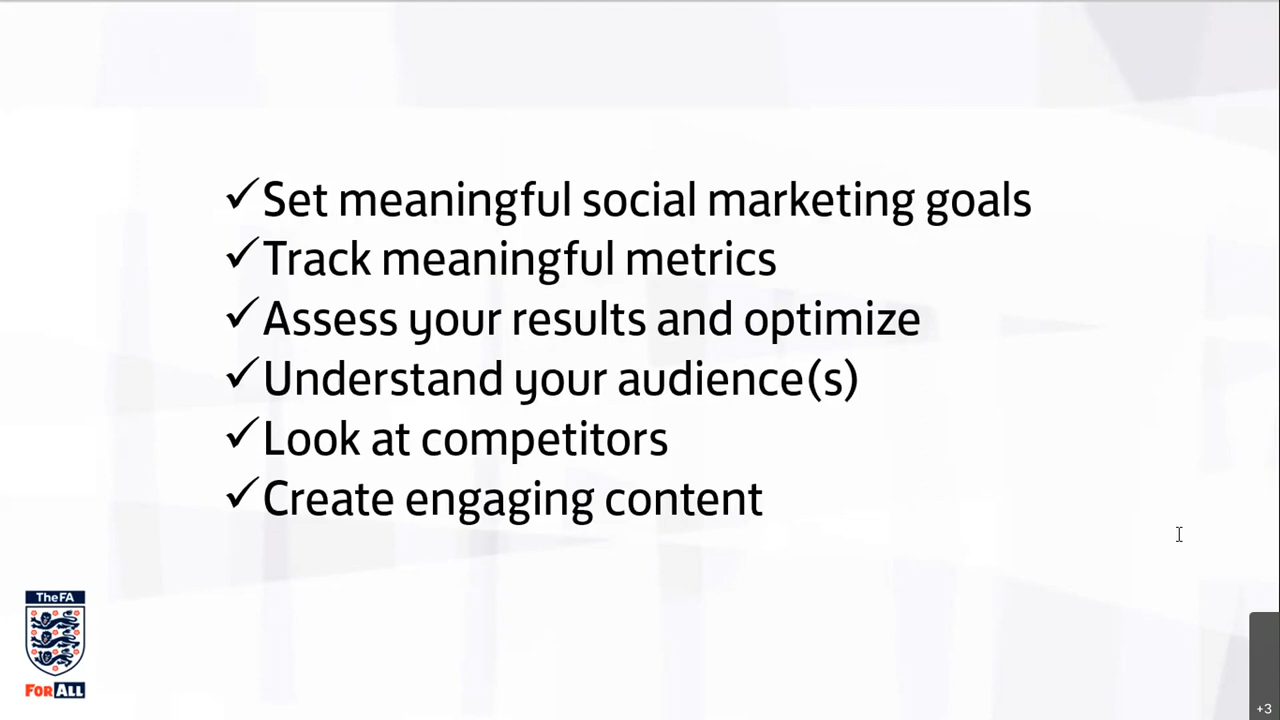 ✓Set meaningful social marketing goals
✓Track meaningful metrics
✓Assess your results and optimize
✓Understand your audience(s)
✓Look at competitors
✓Create engaging content
TheFA
FORALL
+3